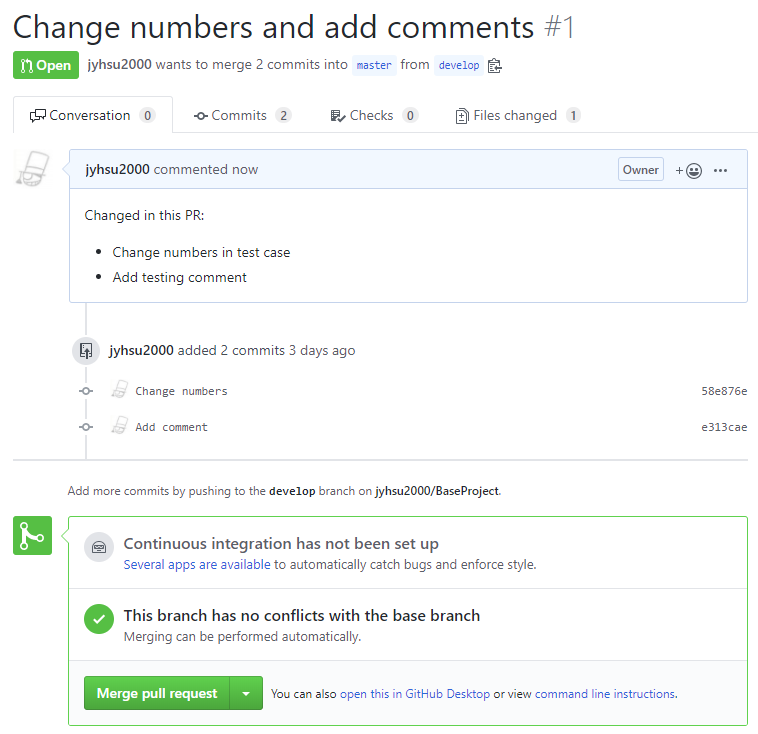 Change numbers and add comments #1
Open jyhsu2000 wants to merge 2 commits into master from develop
Conversation 0 Commits 2 Checks 0 Files changed 1
jyhsu2000 commented now Owner +
Changed in this PR:
• Change numbers in test case
• Add testing comment
jyhsu2000 added 2 commits 3 days ago
Change numbers 58e876e
Add comment e313cae
Add more commits by pushing to the develop branch on jyhsu2000/BaseProject.
Continuous integration has not been set up
Several apps are available to automatically catch bugs and enforce style.
This branch has no conflicts with the base branch
Merging can be performed automatically.
Merge pull request You can also open this in GitHub Desktop or view command line instructions.